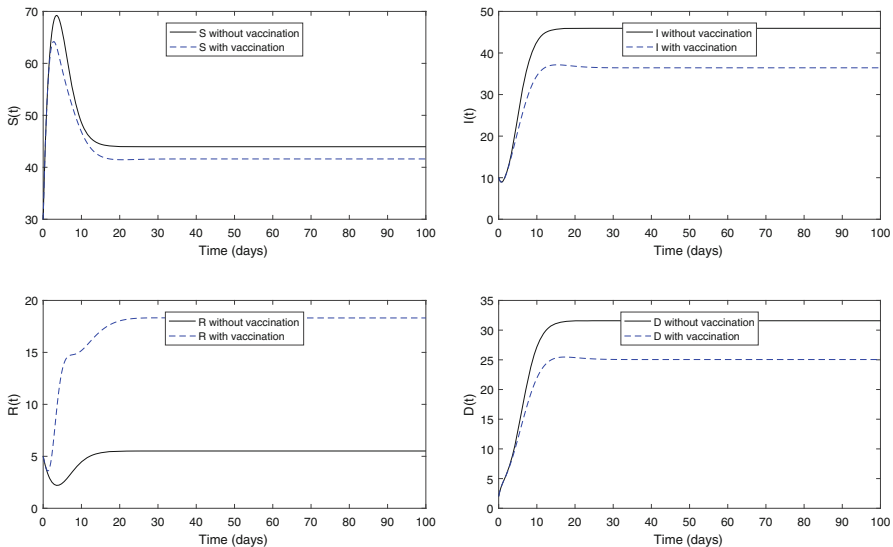 70
60
50
40
30
S(t)
S without vaccination
S with vaccination
0 10 20 30 40 50 60 70 80 90 100
Time (days)
50
40
30
20
10
0
I(t)
I without vaccination
I with vaccination
0 10 20 30 40 50 60 70 80 90 100
Time (days)
20
15
10
5
0
R(t)
R without vaccination
R with vaccination
0 10 20 30 40 50 60 70 80 90 100
Time (days)
35
30
25
20
15
10
5
0
D(t)
D without vaccination
D with vaccination
0 10 20 30 40 50 60 70 80 90 100
Time (days)